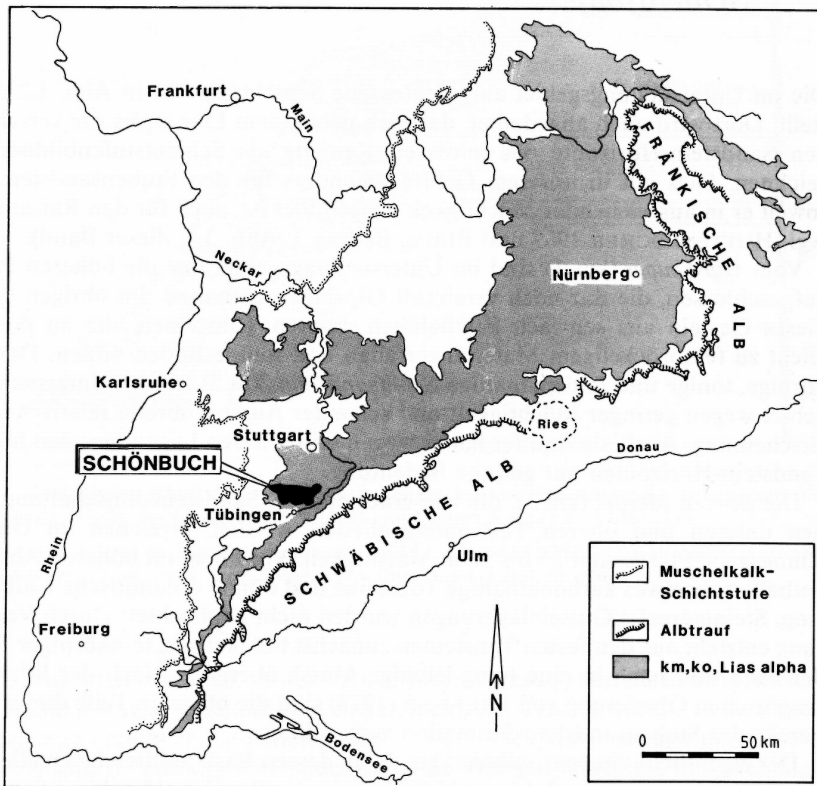 Frankfurt
Main
FRÄNKISCHE ALB
Neckar
Nürnberg
Karlsruhe
Stuttgart
Ries
Donau
SCHÖNBUCH
Tübingen
SCHWÄBISCHE ALB
Rhein
Ulm
Freiburg
Bodensee
N
Muschelkalk-
Schichtstufe
Albtrauf
km,ko,Lias alpha
0 50 km